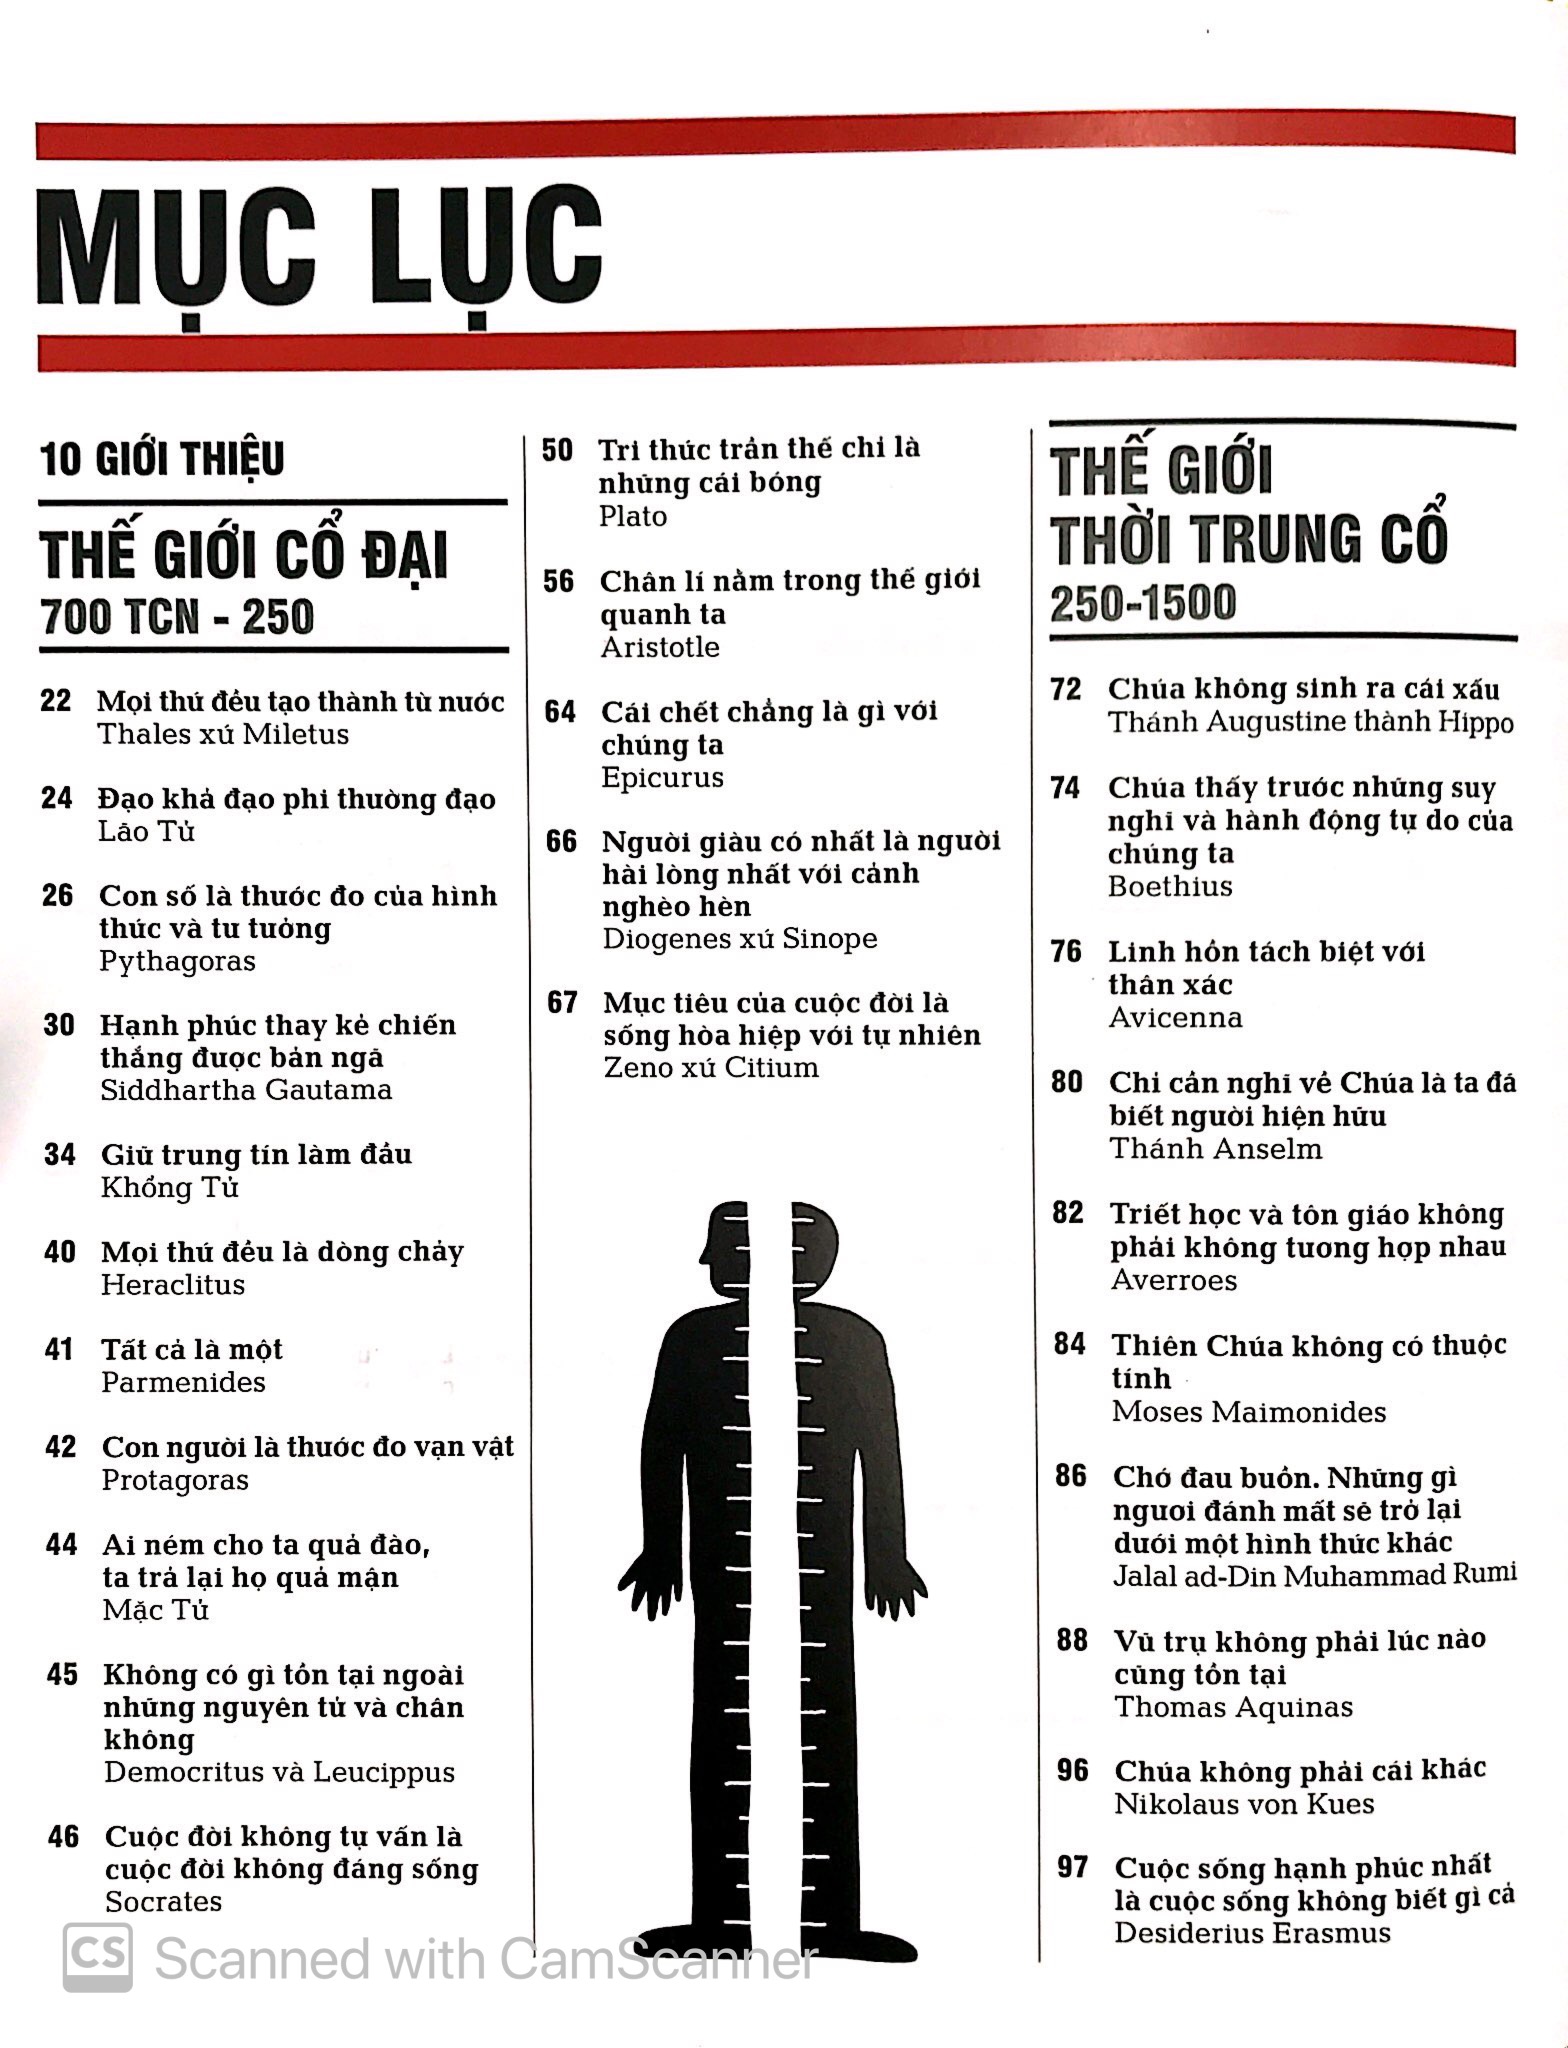 MỤC LỤC
10 GIỚI THIỆU
THẾ GIỚI CỔ ĐẠI
700 TCN - 250
22 Mọi thứ đều tạo thành từ nước
Thales xứ Miletus
24 Đạo khả đạo phi thường đạo
Lão Tử
26 Con số là thước đo của hình
thức và tư tưởng
Pythagoras
30 Hạnh phúc thay kẻ chiến
thắng được bản ngã
Siddhartha Gautama
34 Giữ trung tín làm đầu
Khổng Tử
40 Mọi thứ đều là dòng chảy
Heraclitus
41 Tất cả là một
Parmenides
42 Con người là thước đo vạn vật
Protagoras
44 Ai ném cho ta quả đào,
ta trả lại họ quả mận
Mặc Tử
45 Không có gì tồn tại ngoài
những nguyên tử và chân
không
Democritus và Leucippus
46 Cuộc đời không tự vấn là
cuộc đời không đáng sống
Socrates
50 Tri thức trần thế chỉ là
những cái bóng
Plato
56 Chân lí nằm trong thế giới
quanh ta
Aristotle
64 Cái chết chẳng là gì với
chúng ta
Epicurus
66 Người giàu có nhất là người
hài lòng nhất với cảnh
nghèo hèn
Diogenes xứ Sinope
67 Mục tiêu của cuộc đời là
sống hòa hiệp với tự nhiên
Zeno xứ Citium
THẾ GIỚI
THỜI TRUNG CỔ
250-1500
72 Chúa không sinh ra cái xấu
Thánh Augustine thành Hippo
74 Chúa thấy trước những suy
nghĩ và hành động tự do của
chúng ta
Boethius
76 Linh hồn tách biệt với
thân xác
Avicenna
80 Chỉ cần nghĩ về Chúa là ta đã
biết người hiện hữu
Thánh Anselm
82 Triết học và tôn giáo không
phải không tương hợp nhau
Averroes
84 Thiên Chúa không có thuộc
tính
Moses Maimonides
86 Chớ đau buồn. Những gì
ngươi đánh mất sẽ trở lại
dưới một hình thức khác
Jalal ad-Din Muhammad Rumi
88 Vũ trụ không phải lúc nào
cũng tồn tại
Thomas Aquinas
96 Chúa không phải cái khác
Nikolaus von Kues
97 Cuộc sống hạnh phúc nhất
là cuộc sống không biết gì cả
Desiderius Erasmus
CS Scanned with CamScanner